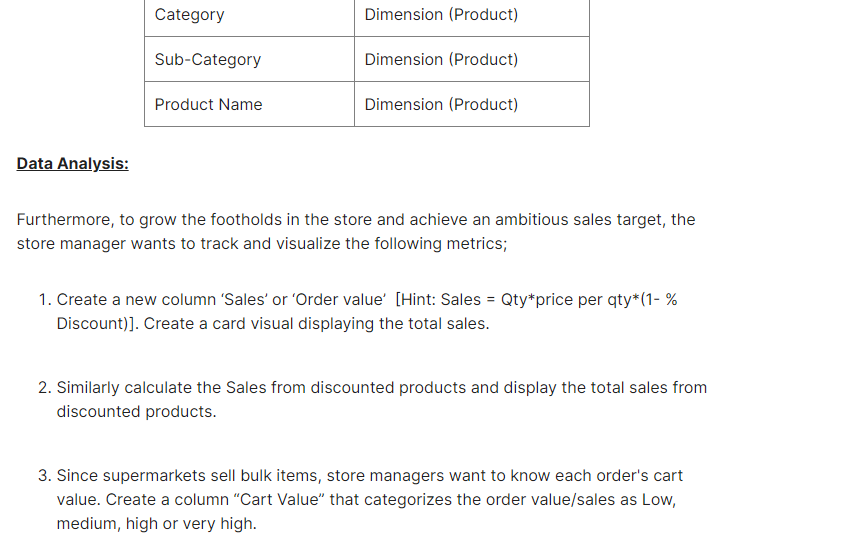 Category Dimension (Product)
Sub-Category Dimension (Product)
Product Name Dimension (Product)
Data Analysis:
Furthermore, to grow the footholds in the store and achieve an ambitious sales target, the
store manager wants to track and visualize the following metrics;
1. Create a new column ‘Sales’ or ‘Order value’ [Hint: Sales = Qty*price per qty*(1- %
Discount)]. Create a card visual displaying the total sales.
2. Similarly calculate the Sales from discounted products and display the total sales from
discounted products.
3. Since supermarkets sell bulk items, store managers want to know each order's cart
value. Create a column “Cart Value” that categorizes the order value/sales as Low,
medium, high or very high.